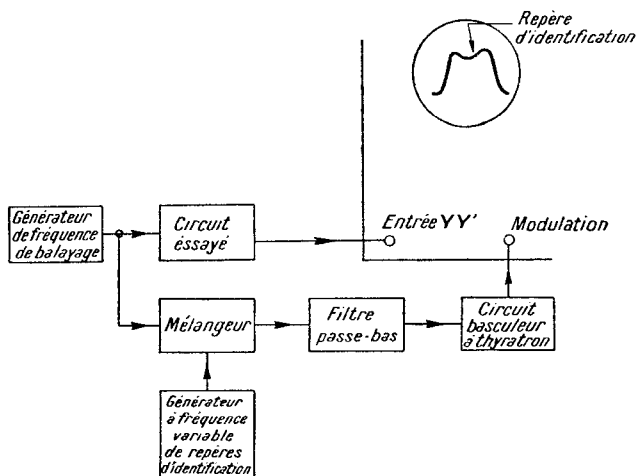 Repère
d'identification
Générateur
de fréquence
de balayage
Circuit
éssayé
Entrée YY'
Modulation
Mélangeur
Filtre
passe-bas
Circuit
basculeur
à thyratron
Générateur
à fréquence
variable
de repères
d'identification